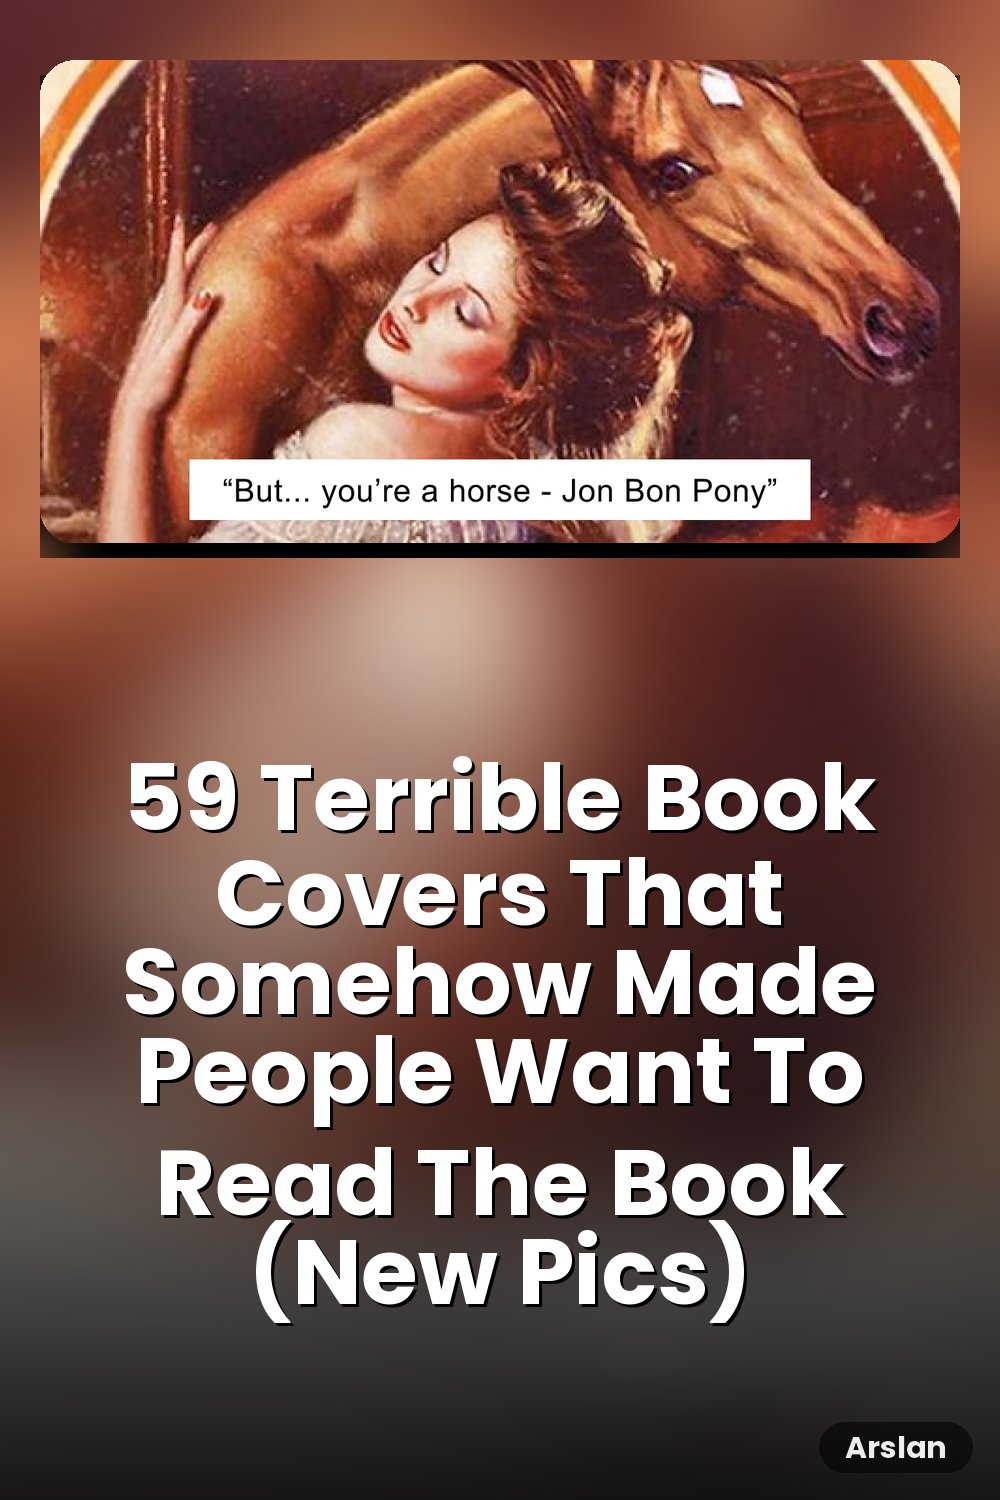 “But... you’re a horse - Jon Bon Pony”
59 Terrible Book
Covers That
Somehow Made
People Want To
Read The Book
(New Pics)
Arslan